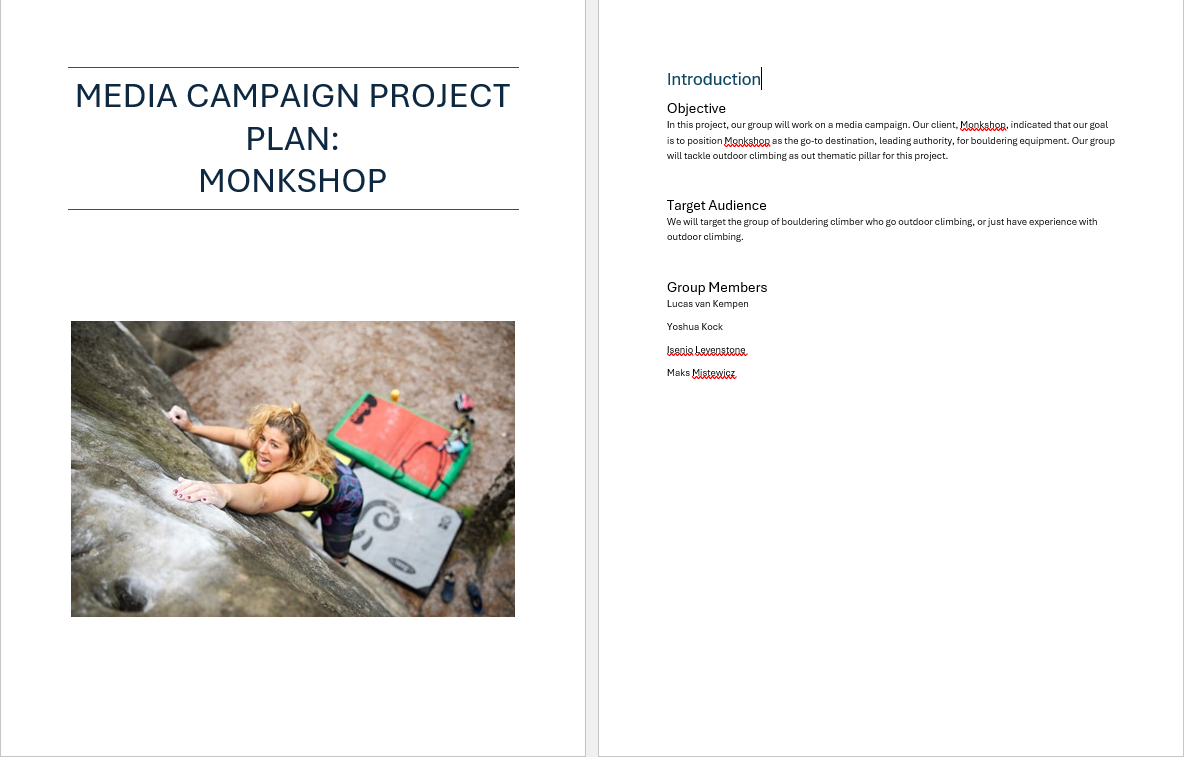 MEDIA CAMPAIGN PROJECT
PLAN:
MONKSHOP
Introduction
Objective
In this project, our group will work on a media campaign. Our client, Monkshop, indicated that our goal
is to position Monkshop as the go-to destination, leading authority, for bouldering equipment. Our group
will tackle outdoor climbing as out thematic pillar for this project.
Target Audience
We will target the group of bouldering climber who go outdoor climbing, or just have experience with
outdoor climbing.
Group Members
Lucas van Kempen
Yoshua Kock
Isenio Levenstone
Maks Mistewicz